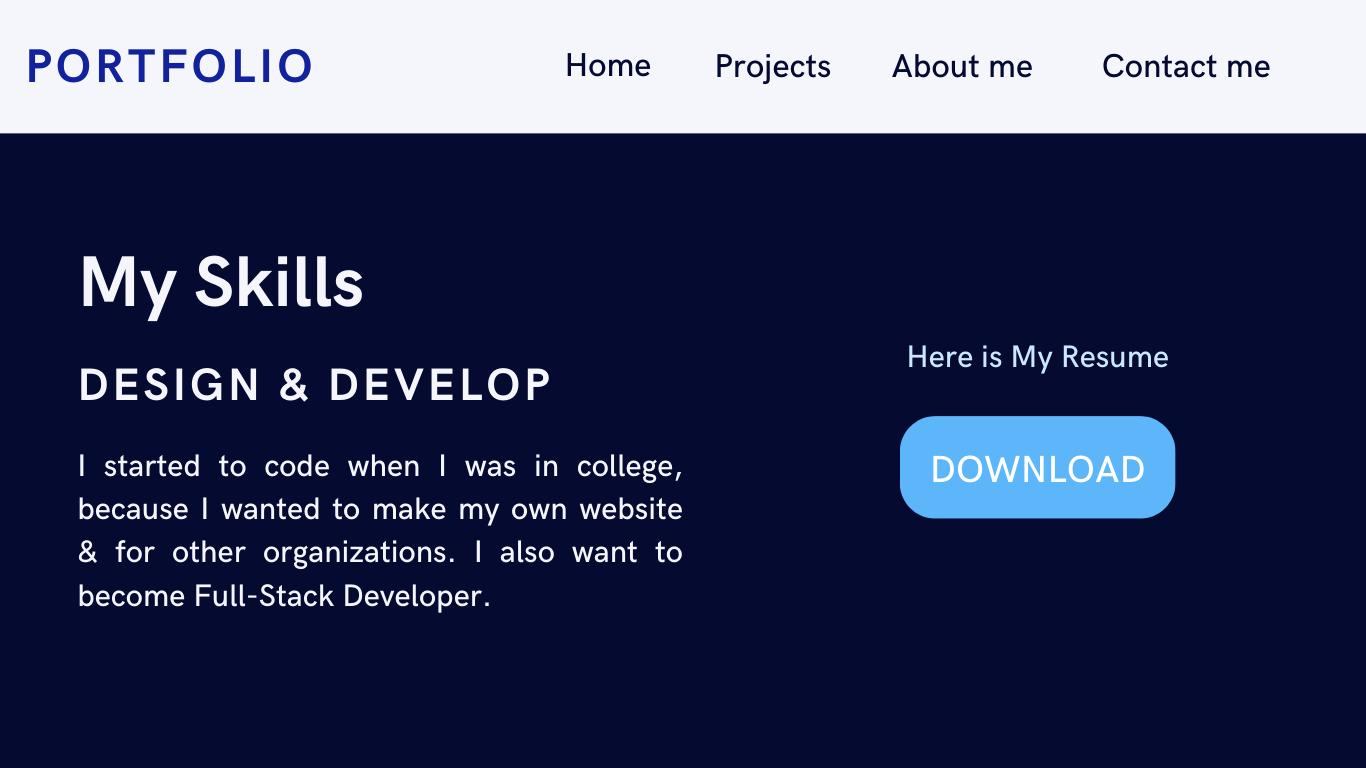 PORTFOLIO
Home Projects About me Contact me
My Skills
DESIGN & DEVELOP
I started to code when I was in college,
because I wanted to make my own website
& for other organizations. I also want to
become Full-Stack Developer.
Here is My Resume
DOWNLOAD